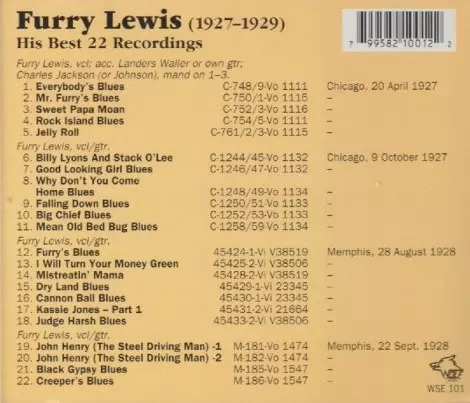 Furry Lewis (1927–1929)
His Best 22 Recordings
7 99582 10012 2
Furry Lewis, vcl; acc. Landers Waller or own gtr;
Charles Jackson (or Johnson), mand on 1–3.
1. Everybody's Blues C-748/9-Vo 1111 Chicago, 20 April 1927
2. Mr. Furry's Blues C-750/1-Vo 1115 –
3. Sweet Papa Moan C-752/3-Vo 1116 –
4. Rock Island Blues C-754/5-Vo 1111 –
5. Jelly Roll C-761/2/3-Vo 1115 –
Furry Lewis, vcl/gtr.
6. Billy Lyons And Stack O'Lee C-1244/45-Vo 1132 Chicago, 9 October 1927
7. Good Looking Girl Blues C-1246/47-Vo 1132 –
8. Why Don't You Come
Home Blues C-1248/49-Vo 1134 –
9. Falling Down Blues C-1250/51-Vo 1133 –
10. Big Chief Blues C-1252/53-Vo 1133 –
11. Mean Old Bed Bug Blues C-1258/59-Vo 1134 –
Furry Lewis, vcl/gtr.
12. Furry's Blues 45424-1-Vi V38519 Memphis, 28 August 1928
13. I Will Turn Your Money Green 45425-2-Vi V38506 –
14. Mistreatin' Mama 45428-2-Vi V38519 –
15. Dry Land Blues 45429-1-Vi 23345 –
16. Cannon Ball Blues 45430-1-Vi 23345 –
17. Kassie Jones – Part 1 45431-2-Vi 21664 –
18. Judge Harsh Blues 45433-2-Vi V38506 –
Furry Lewis, vcl/gtr.
19. John Henry (The Steel Driving Man) -1 M-181-Vo 1474 Memphis, 22 Sept. 1928
20. John Henry (The Steel Driving Man) -2 M-182-Vo 1474 –
21. Black Gypsy Blues M-185-Vo 1547 –
22. Creeper's Blues M-186-Vo 1547 –
WOLF
WSE 101